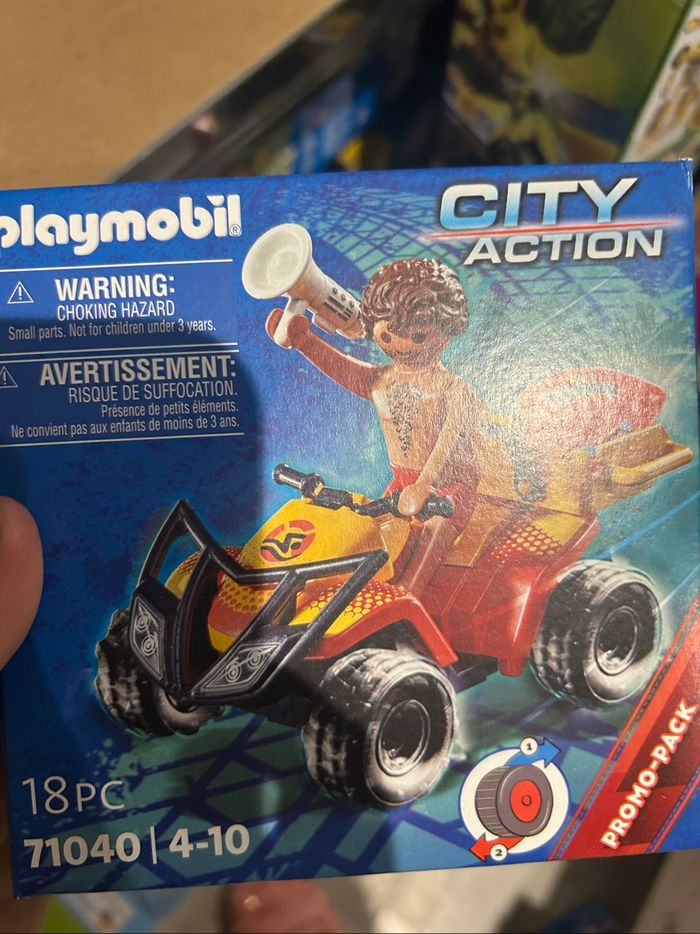 playmobil®
CITY
ACTION
WARNING:
CHOKING HAZARD
Small parts. Not for children under 3 years.
AVERTISSEMENT:
RISQUE DE SUFFOCATION.
Présence de petits éléments.
Ne convient pas aux enfants de moins de 3 ans.
18PC
71040 | 4-10
1
2
PROMO-PACK